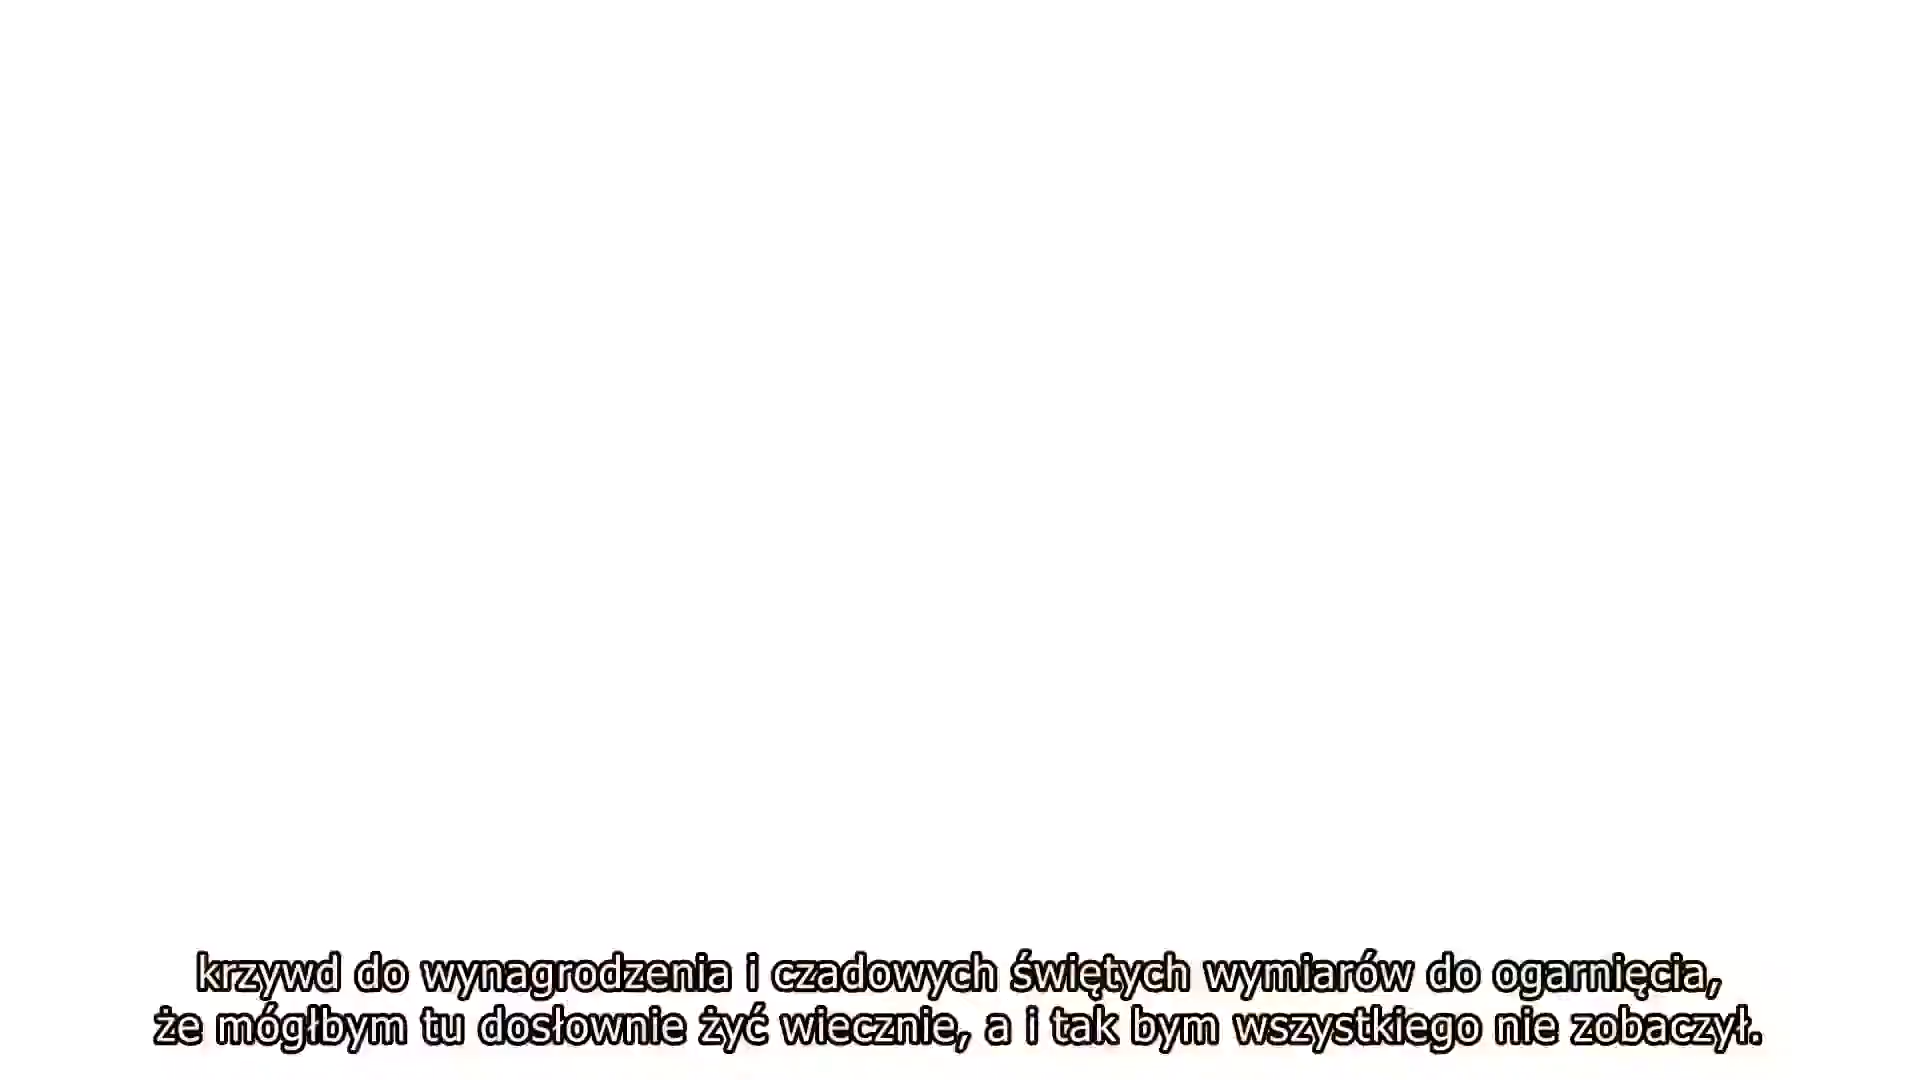 krzywd do wynagrodzenia i czadowych świętych wymiarów do ogarnięcia,
że mógłbym tu dosłownie żyć wiecznie, a i tak bym wszystkiego nie zobaczył.